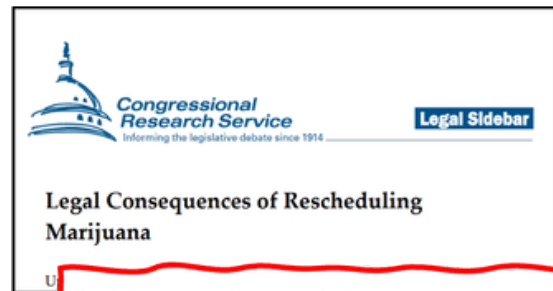 Congressional
Research Service
Legal Sidebar
Informing the legislative debate since 1914
Legal Consequences of Rescheduling
Marijuana